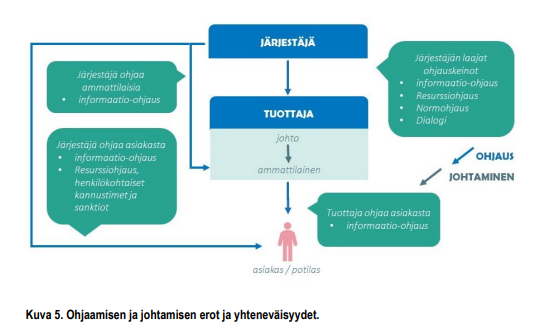 JÄRJESTÄJÄ
Järjestäjä ohjaa
ammattilaisia
• informaatio-ohjaus
Järjestäjän laajat
ohjauskeinot
• informaatio-ohjaus
• Resurssiohjaus
• Normohjaus
• Dialogi
TUOTTAJA
johto
ammattilainen
Järjestäjä ohjaa asiakasta
• informaatio-ohjaus
• Resurssiohjaus,
henkilökohtaiset
kannustimet ja
sanktiot
OHJAUS
JOHTAMINEN
Tuottaja ohjaa asiakasta
• informaatio-ohjaus
asiakas / potilas
Kuva 5. Ohjaamisen ja johtamisen erot ja yhteneväisyydet.